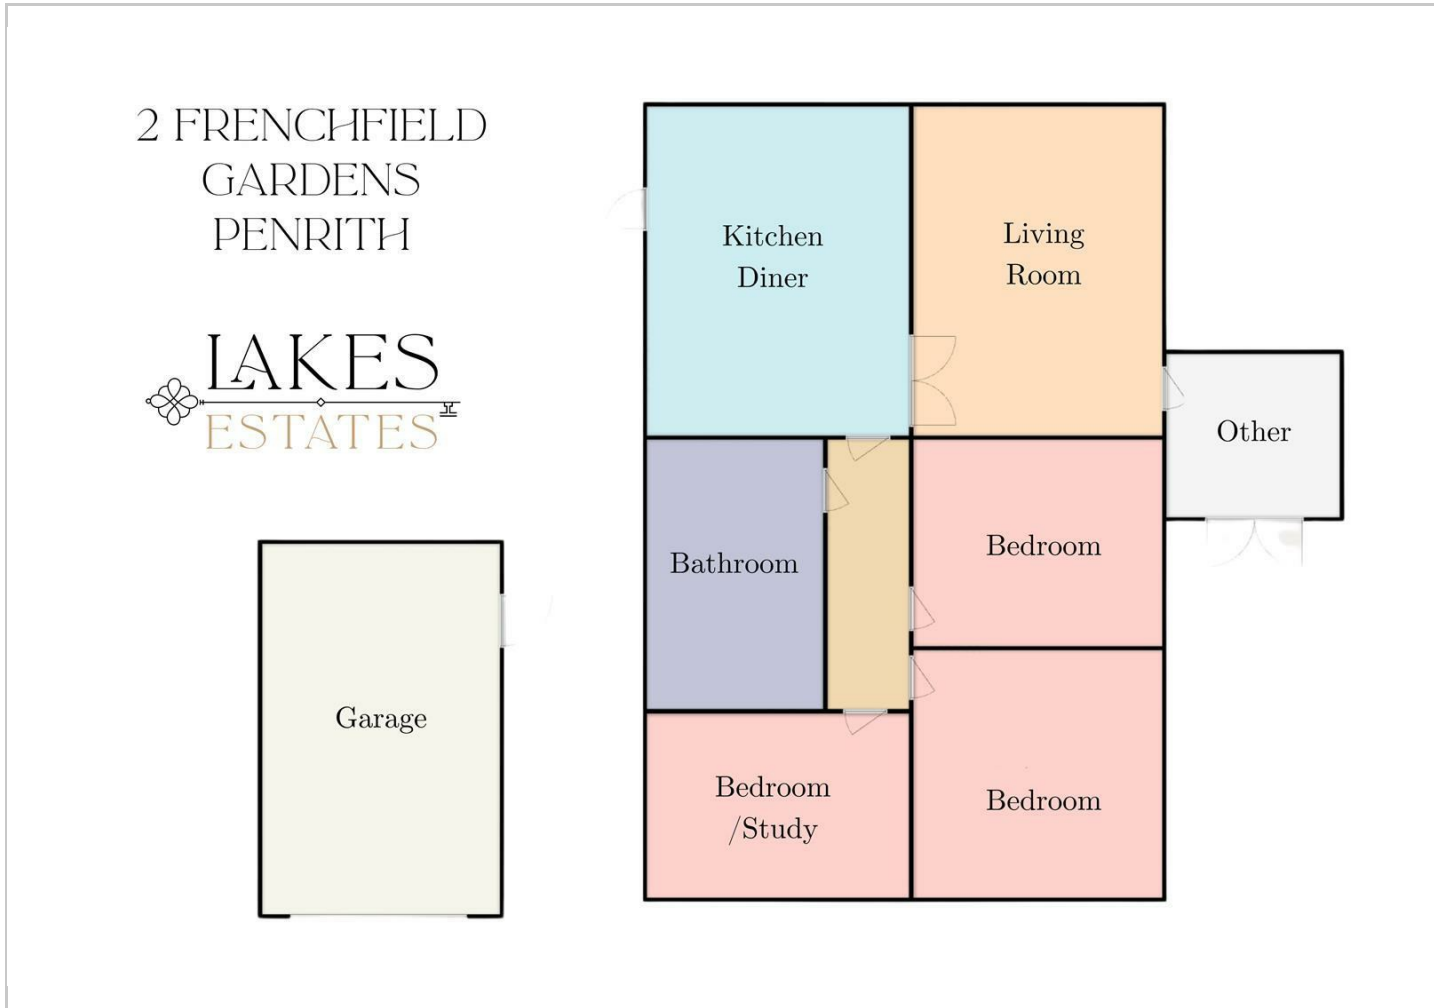 2 FRENCHFIELD
GARDENS
PENRITH
LAKES
ESTATES
Kitchen
Diner
Living
Room
Other
Bathroom
Bedroom
Garage
Bedroom
/Study
Bedroom